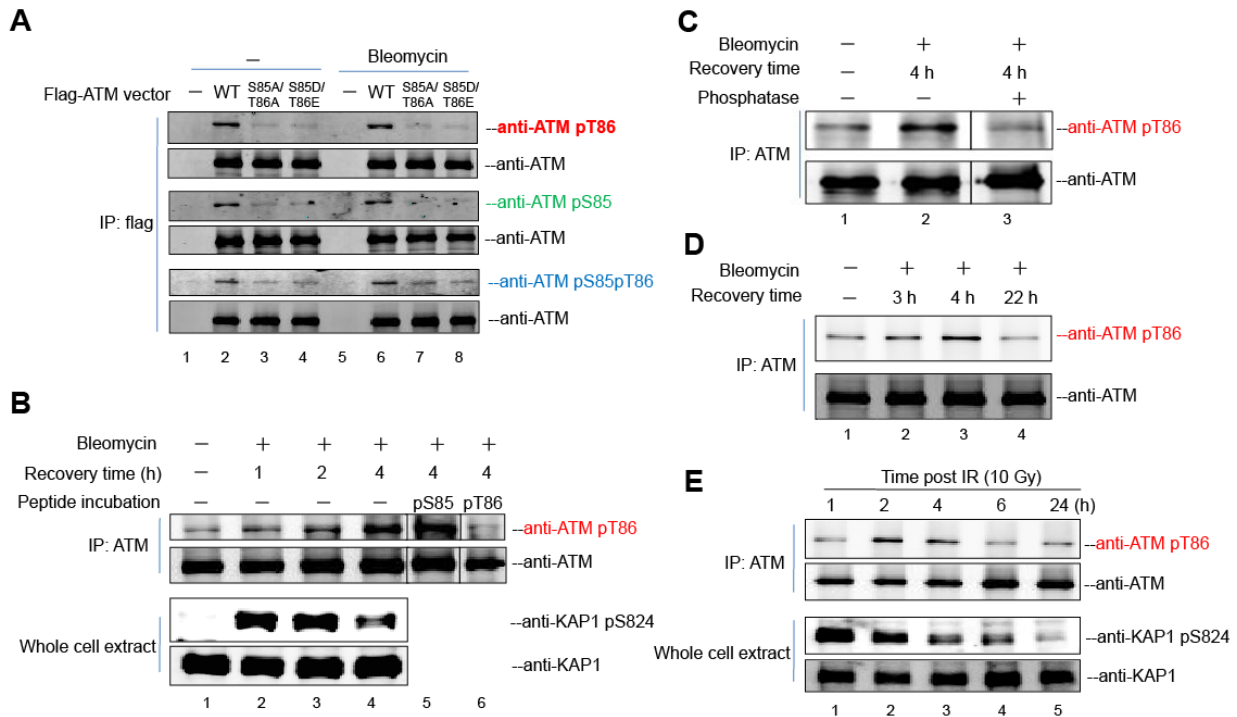 A
Bleomycin
–
Flag-ATM vector – WT S85A/T86A S85D/T86E – WT S85A/T86A S85D/T86E
--anti-ATM pT86
--anti-ATM
--anti-ATM pS85
IP: flag
--anti-ATM
--anti-ATM pS85pT86
--anti-ATM
1 2 3 4 5 6 7 8
B
Bleomycin – + + + + +
Recovery time (h) – 1 2 4 4 4
Peptide incubation – – – – pS85 pT86
--anti-ATM pT86
IP: ATM
--anti-ATM
--anti-KAP1 pS824
Whole cell extract
--anti-KAP1
1 2 3 4 5 6
C
Bleomycin – + +
Recovery time – 4 h 4 h
Phosphatase – – +
--anti-ATM pT86
IP: ATM
--anti-ATM
1 2 3
D
Bleomycin – + + +
Recovery time – 3 h 4 h 22 h
--anti-ATM pT86
IP: ATM
--anti-ATM
1 2 3 4
E
Time post IR (10 Gy)
1 2 4 6 24 (h)
--anti-ATM pT86
IP: ATM
--anti-ATM
--anti-KAP1 pS824
Whole cell extract
--anti-KAP1
1 2 3 4 5